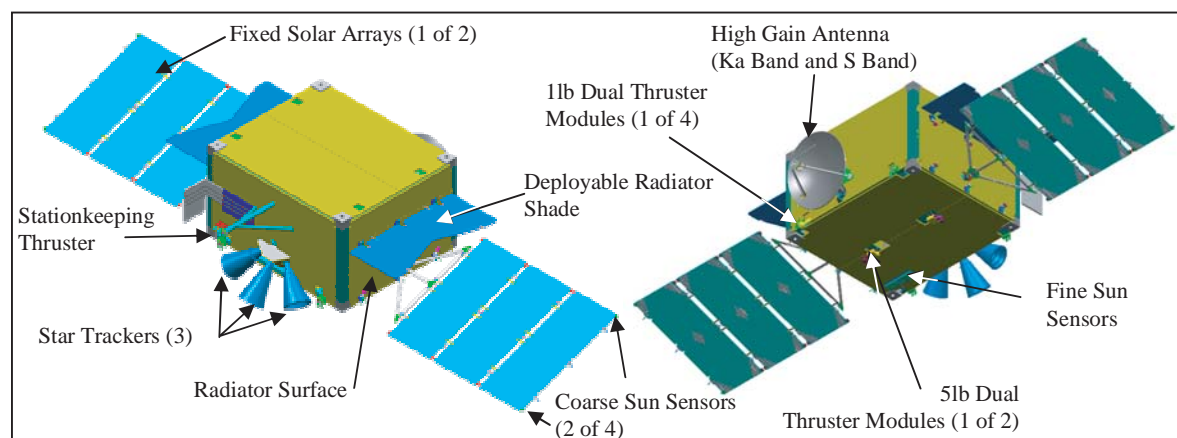 Fixed Solar Arrays (1 of 2)
Stationkeeping
Thruster
Star Trackers (3)
Radiator Surface
Deployable Radiator
Shade
Coarse Sun Sensors
(2 of 4)
High Gain Antenna
(Ka Band and S Band)
1lb Dual Thruster
Modules (1 of 4)
Fine Sun
Sensors
5lb Dual
Thruster Modules (1 of 2)